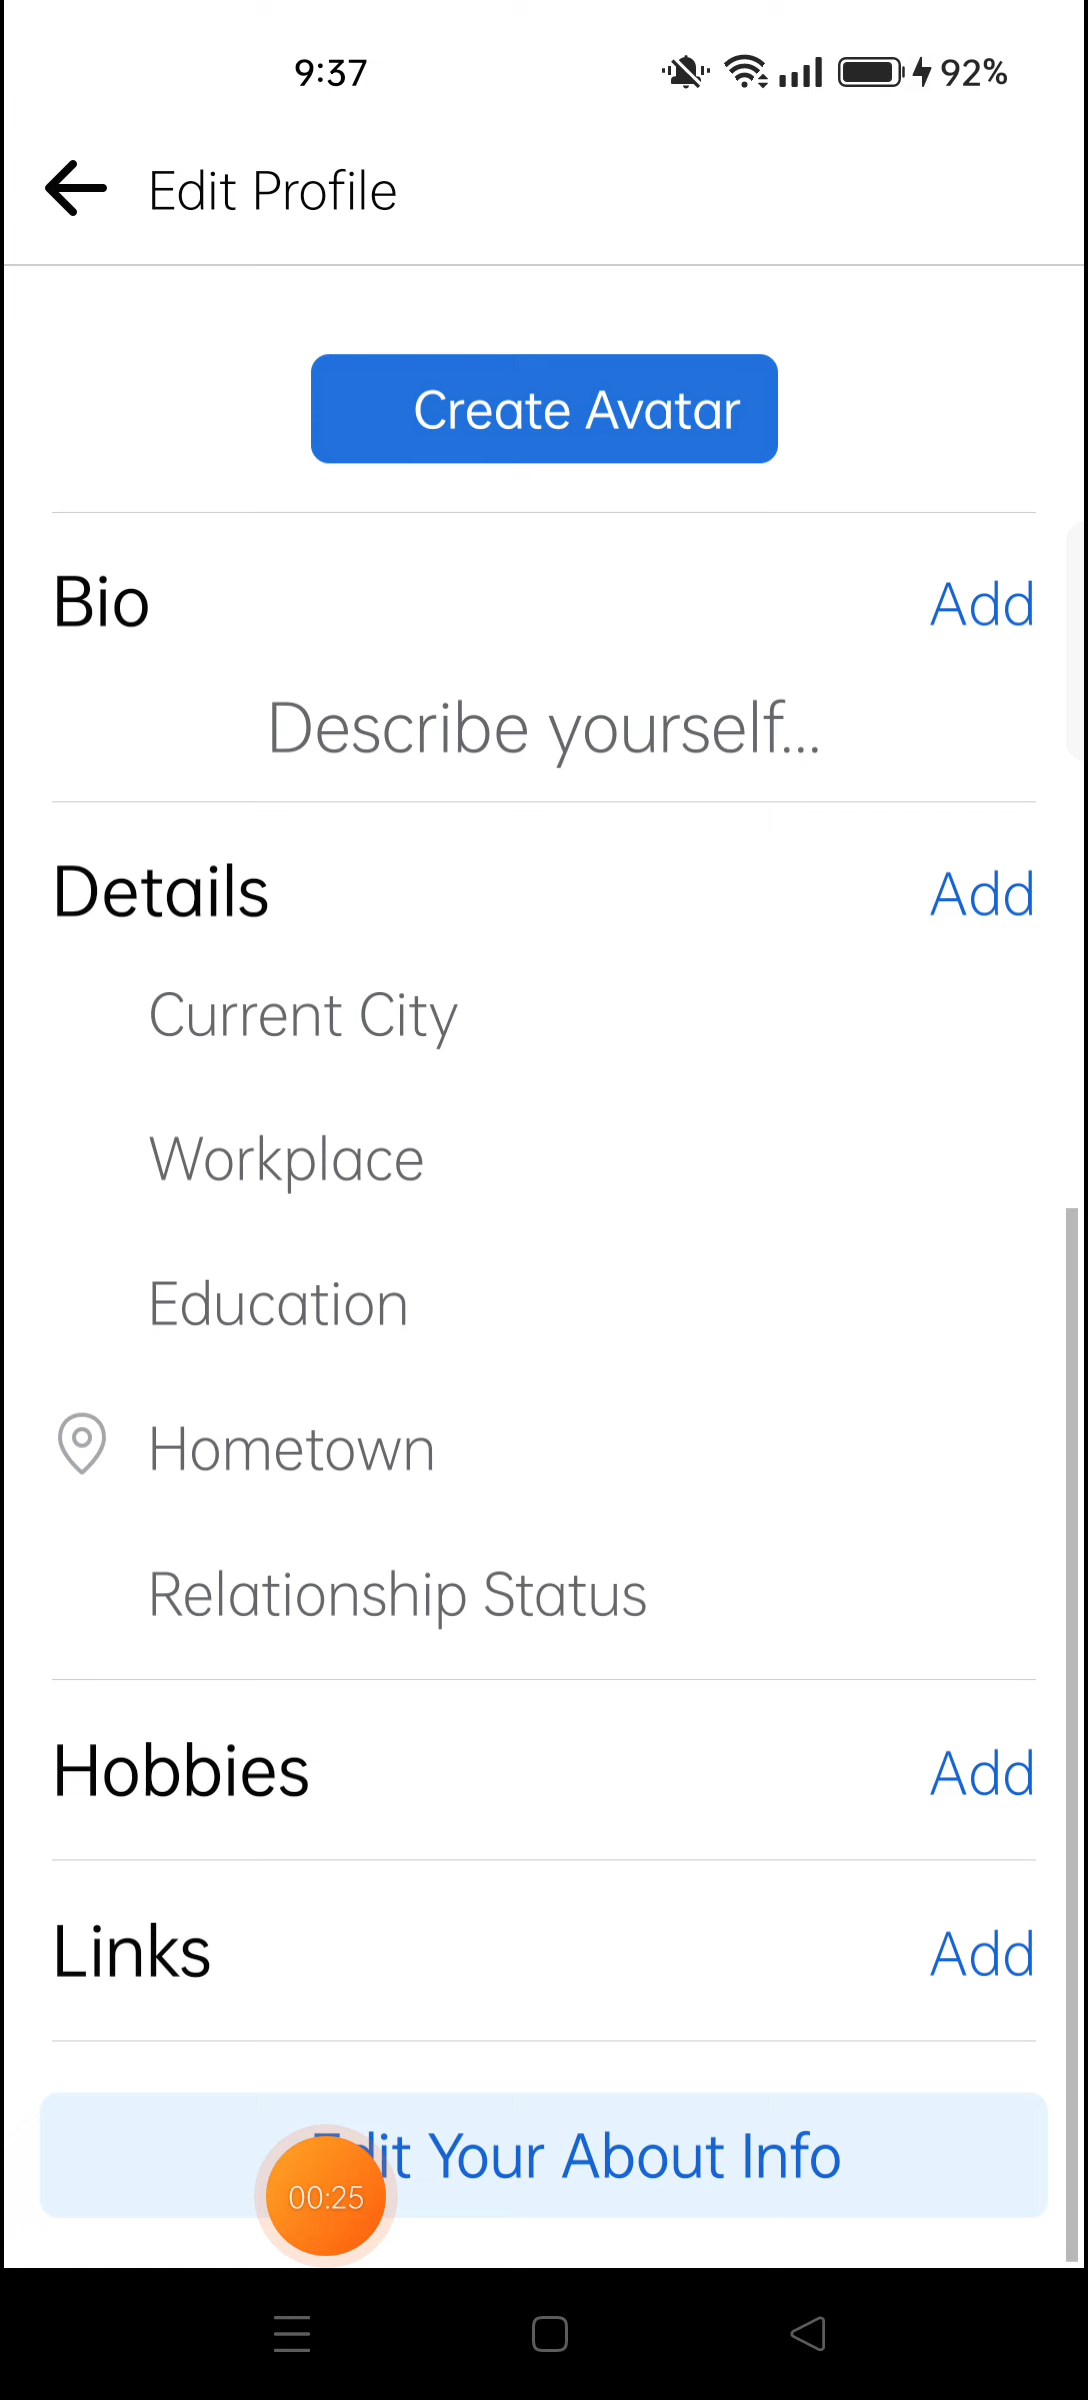 9:37
92%
Edit Profile
Create Avatar
Bio
Add
Describe yourself...
Details
Add
Current City
Workplace
Education
Hometown
Relationship Status
Hobbies
Add
Links
Add
Edit Your About Info
00:25